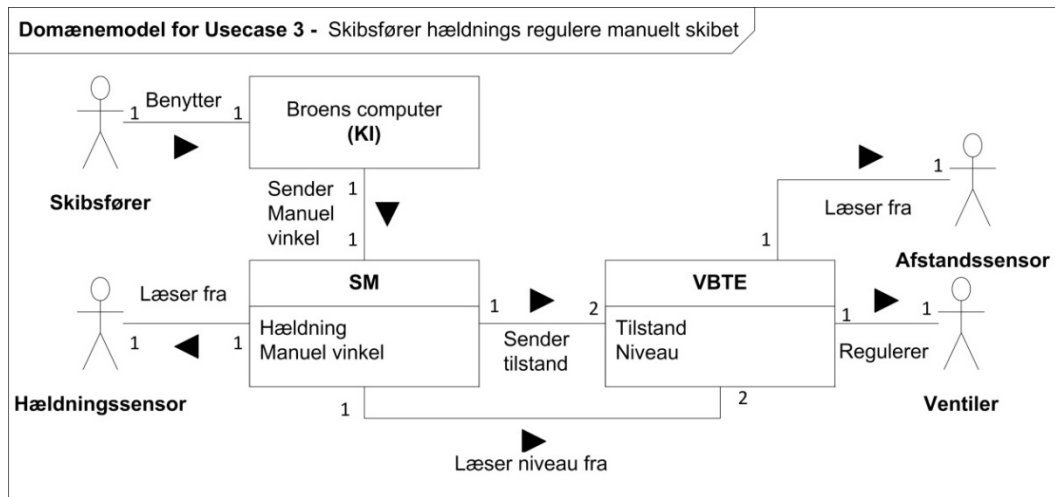 Domænemodel for Usecase 3 - Skibsfører hældnings regulere manuelt skibet
Benytter
1
1
Skibsfører
Broens computer
(KI)
Sender
Manuel
vinkel
1
1
Læser fra
1
1
Hældningssensor
SM
Hældning
Manuel vinkel
1
2
Sender
tilstand
VBTE
Tilstand
Niveau
1
1
Læser fra
Afstandssensor
1
1
Regulerer
Ventiler
1
2
Læser niveau fra